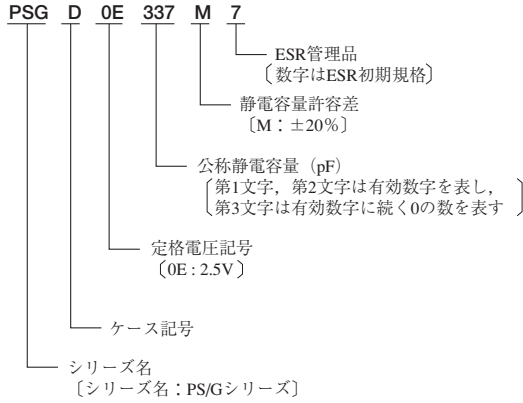 PSG D 0E 337 M 7
ESR管理品
〔数字はESR初期規格〕
静電容量許容差
〔M：±20％〕
公称静電容量（pF）
第1文字，第2文字は有効数字を表し，
第3文字は有効数字に続く0の数を表す
定格電圧記号
〔0E : 2.5V〕
ケース記号
シリーズ名
〔シリーズ名：PS/Gシリーズ〕